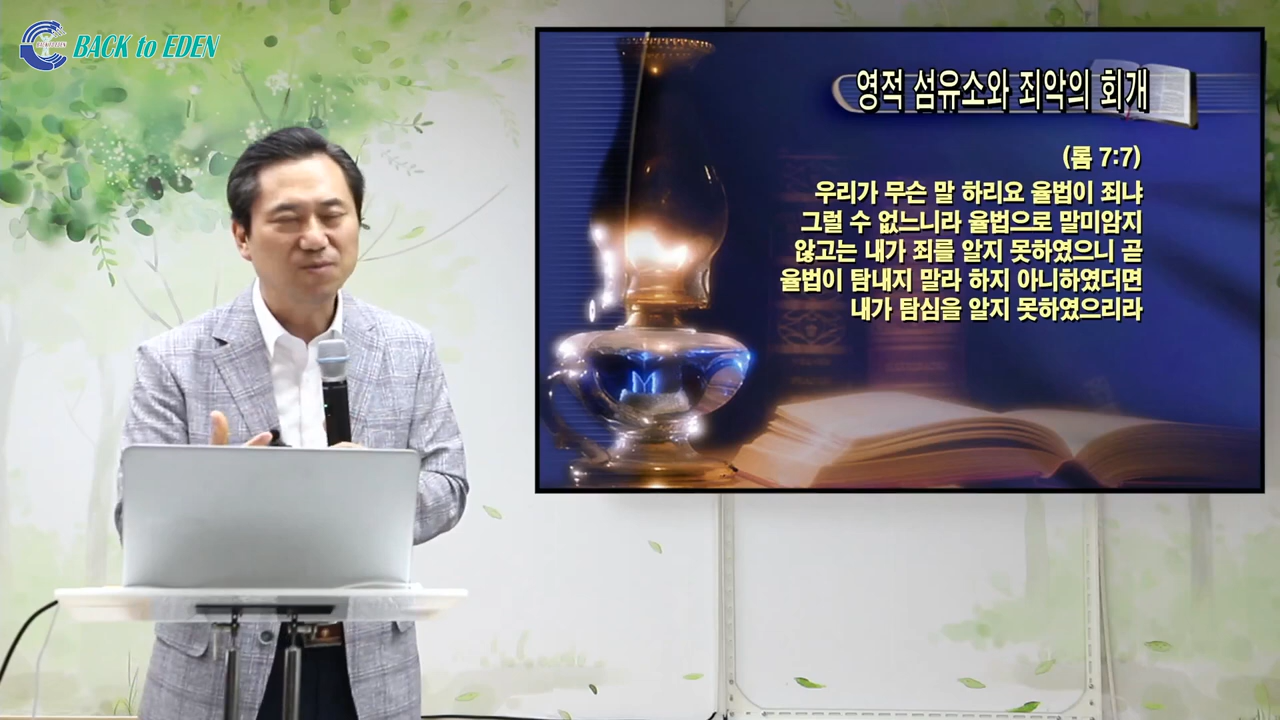 BACK to EDEN
영적 섬유소와 죄악의 회개
(롬 7:7)
우리가 무슨 말 하리요 율법이 죄냐
그럴 수 없느니라 율법으로 말미암지
않고는 내가 죄를 알지 못하였으니 곧
율법이 탐내지 말라 하지 아니하였더면
내가 탐심을 알지 못하였으리라